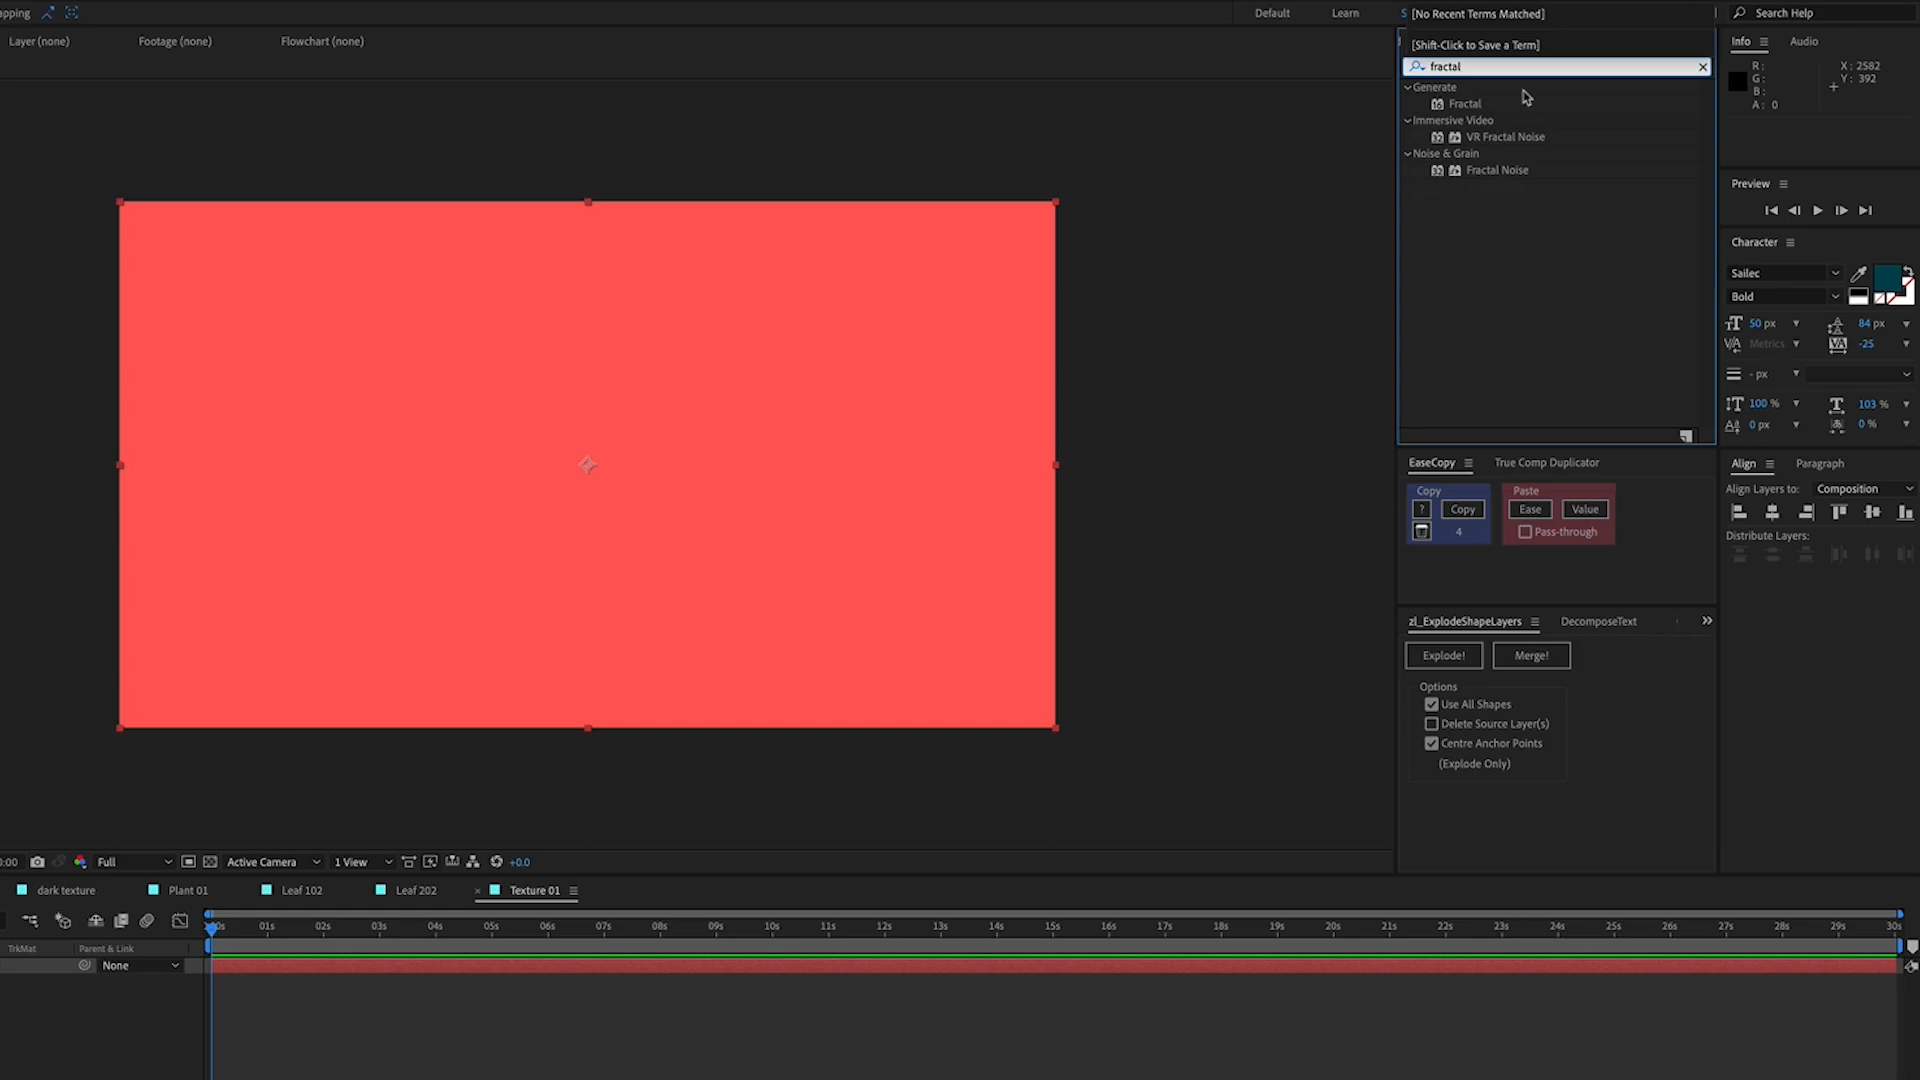 apping
Default
Learn
S
[No Recent Terms Matched]
Search Help
Layer (none)
Footage (none)
Flowchart (none)
[Shift-Click to Save a Term]
fractal
Generate
16 Fractal
Immersive Video
32 VR Fractal Noise
Noise & Grain
32 Fractal Noise
Info
Audio
R:
G:
B:
A: 0
X: 2582
Y: 392
Preview
Character
Sailec
Bold
50 px
84 px
Metrics
-25
- px
100 %
103 %
0 px
0 %
EaseCopy
True Comp Duplicator
Copy
Paste
?
Copy
Ease
Value
4
Pass-through
Align
Paragraph
Align Layers to:
Composition
Distribute Layers:
zl_ExplodeShapeLayers
DecomposeText
Explode!
Merge!
Options
Use All Shapes
Delete Source Layer(s)
Centre Anchor Points
(Explode Only)
0:00
Full
Active Camera
1 View
+0.0
dark texture
Plant 01
Leaf 102
Leaf 202
Texture 01
00s 01s 02s 03s 04s 05s 06s 07s 08s 09s 10s 11s 12s 13s 14s 15s 16s 17s 18s 19s 20s 21s 22s 23s 24s 25s 26s 27s 28s 29s 30s
TrkMat
Parent & Link
None